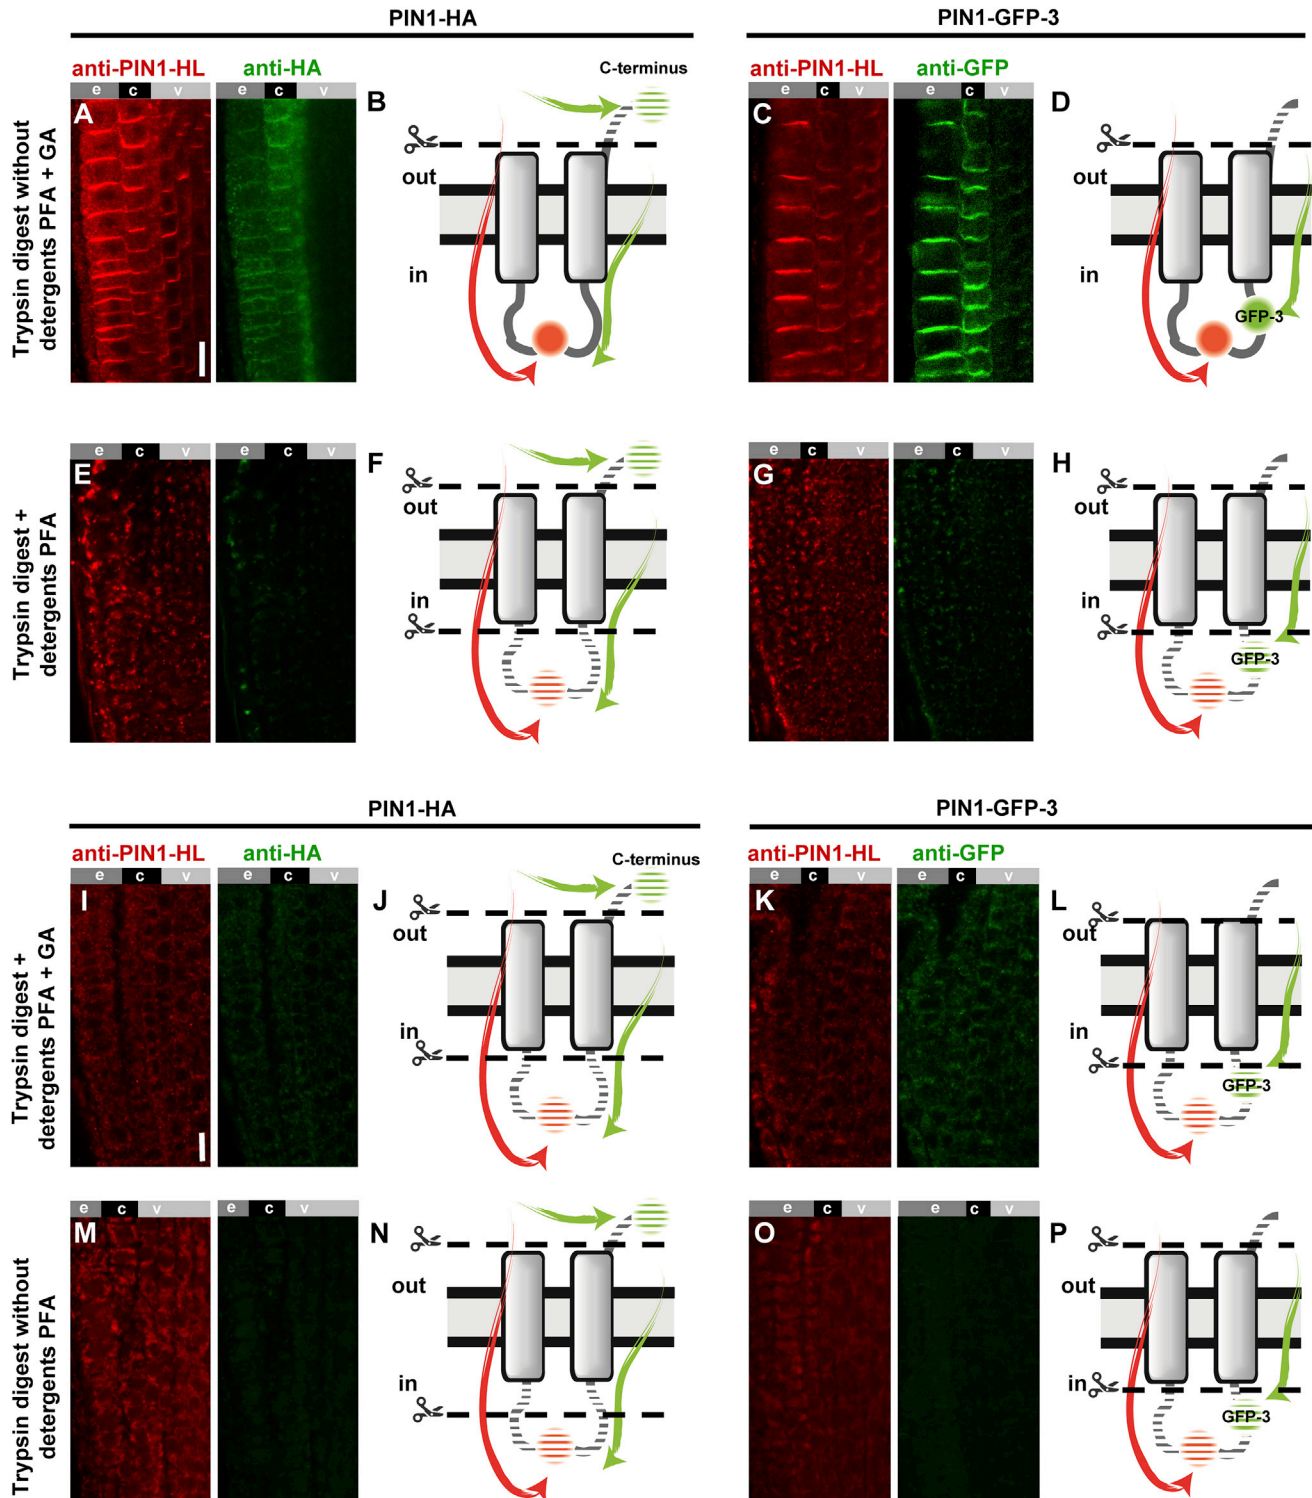 PIN1-HA
PIN1-GFP-3
anti-PIN1-HL anti-HA
C-terminus
anti-PIN1-HL anti-GFP
e c v e c v
e c v e c v
Trypsin digest without
detergents PFA + GA
A
B
out
in
C
D
out
in
GFP-3
e c v e c v
e c v e c v
Trypsin digest +
detergents PFA
E
F
out
in
G
H
out
in
GFP-3
PIN1-HA
PIN1-GFP-3
anti-PIN1-HL anti-HA
C-terminus
anti-PIN1-HL anti-GFP
e c v e c v
e c v e c v
Trypsin digest +
detergents PFA + GA
I
J
out
in
K
L
out
in
GFP-3
e c v e c v
e c v e c v
Trypsin digest without
detergents PFA
M
N
out
in
O
P
out
in
GFP-3